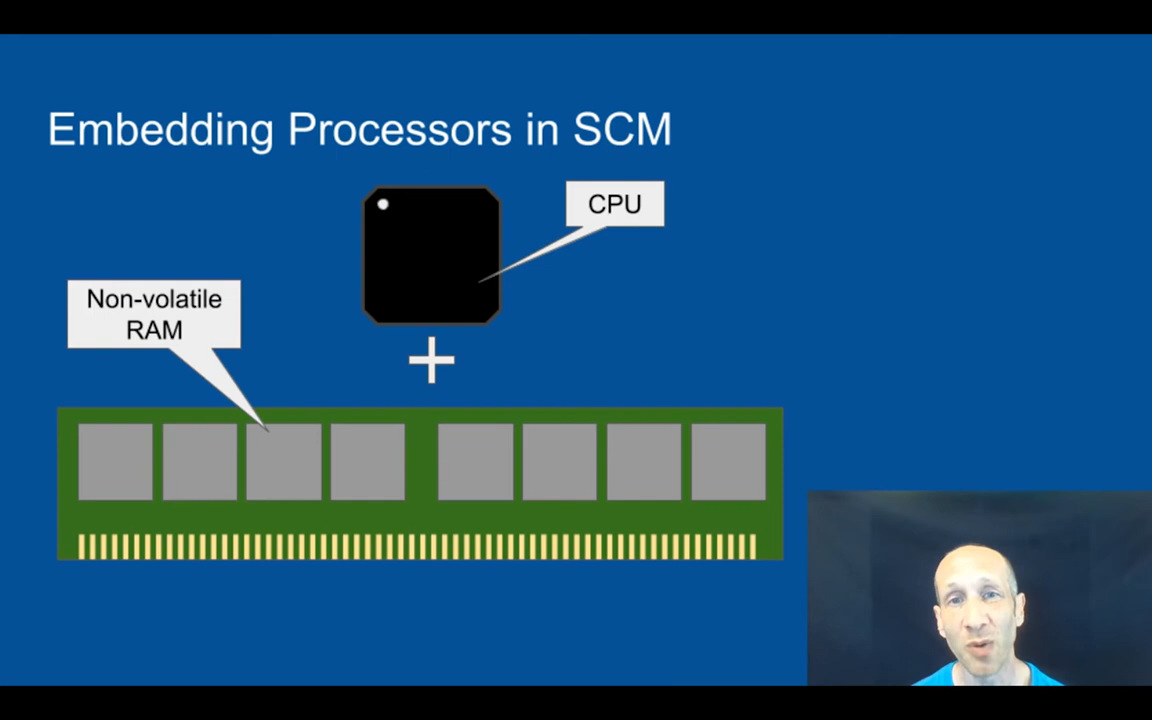 Embedding Processors in SCM
CPU
Non-volatile
RAM